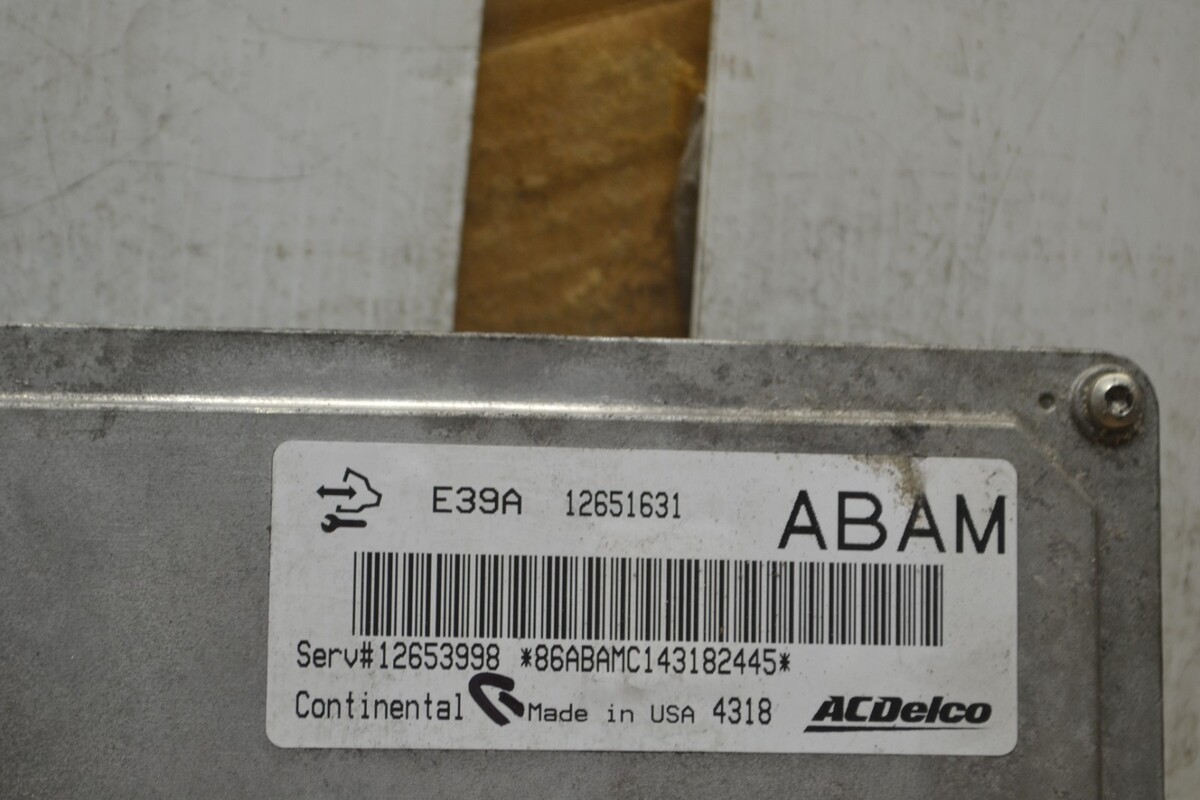 E39A 12651631 ABAM
Serv#12653998 *86ABAMC143182445*
Continental Made in USA 4318 ACDelco